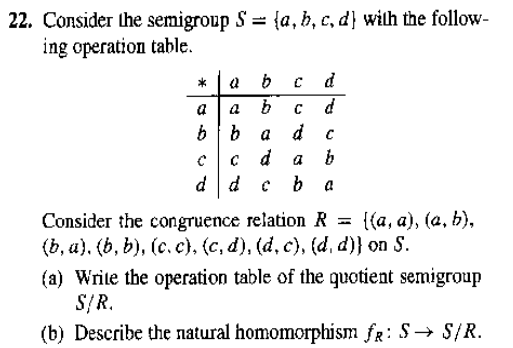 22. Consider the semigroup S = {a, b, c, d} with the follow-
ing operation table.
* a b c d
a a b c d
b b a d c
c c d a b
d d c b a
Consider the congruence relation R = {(a, a), (a, b),
(b, a), (b, b), (c, c), (c, d), (d, c), (d, d)} on S.
(a) Write the operation table of the quotient semigroup
S/R.
(b) Describe the natural homomorphism f_R: S → S/R.